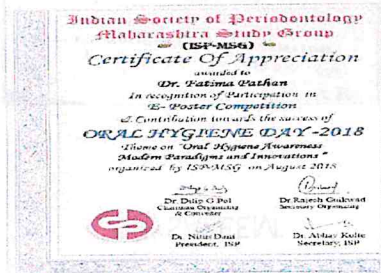 Indian Society of Periodontology
Maharashtra Study Group
(ISP-MSG)
Certificate Of Appreciation
awarded to
Dr. Fatima Pathan
In recognition of Participation in
E- Poster Competition
& Contribution towards the success of
ORAL HYGIENE DAY -2018
Theme on "Oral Hygiene Awareness
Modern Paradigms and Innovations"
organized by ISP-MSG on August 2018
Dr. Dilip G Pol
Chairman Organizing
& Convener
Dr. Rajesh Gaikwad
Secretary Organizing
Dr. Nitin Dani
President, ISP
Dr. Abhay Kolte
Secretary, ISP